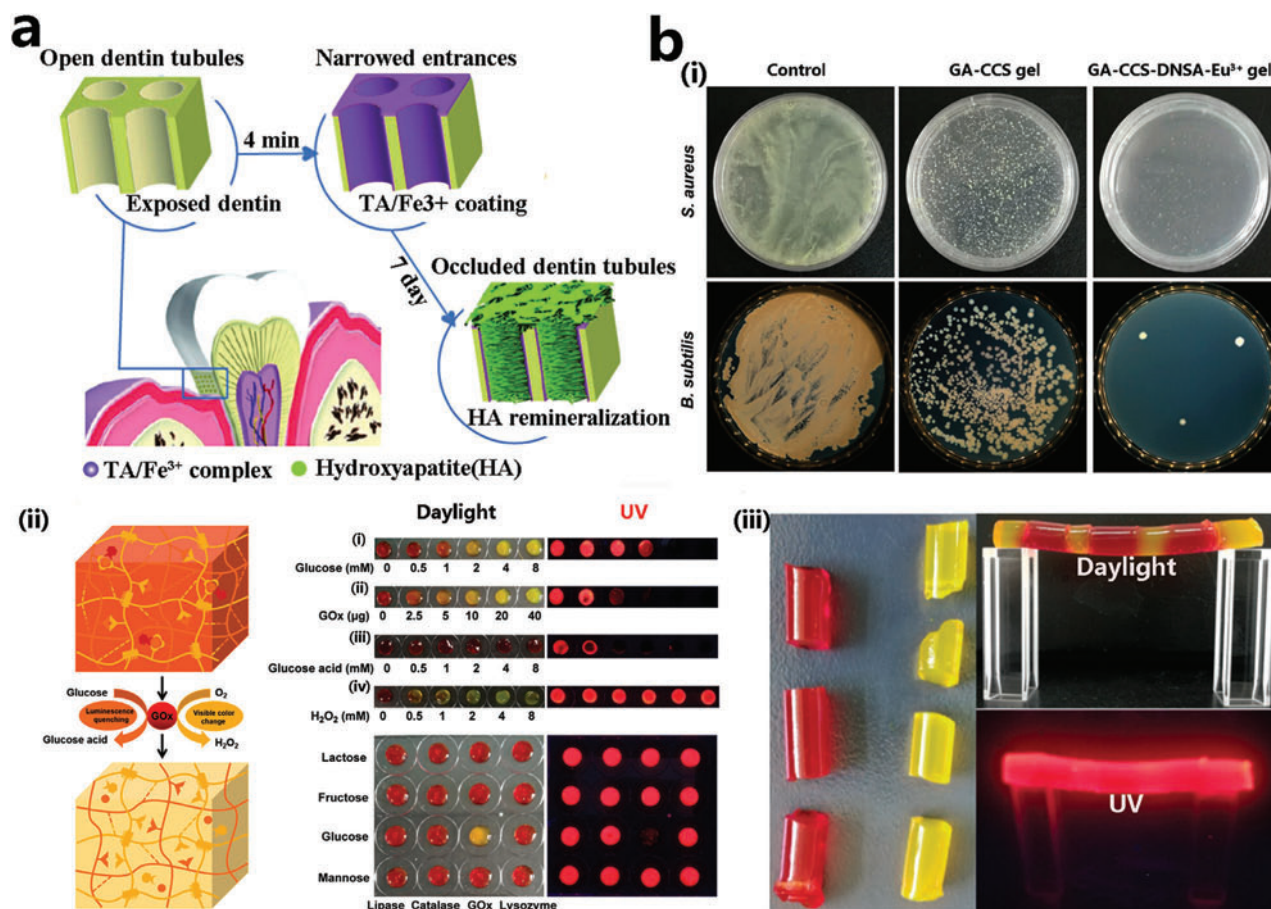 a
Open dentin tubules
Narrowed entrances
4 min
Exposed dentin
TA/Fe3+ coating
7 day
Occluded dentin tubules
HA remineralization
TA/Fe³⁺ complex
Hydroxyapatite(HA)
b
(i)
Control
GA-CCS gel
GA-CCS-DNSA-Eu³⁺ gel
S. aureus
B. subtilis
(ii)
Glucose
O₂
Luminescence quenching
GOx
Visible color change
Glucose acid
H₂O₂
Daylight
UV
(i)
Glucose (mM)
0 0.5 1 2 4 8
(ii)
GOx (μg)
0 2.5 5 10 20 40
(iii)
Glucose acid (mM)
0 0.5 1 2 4 8
(iv)
H₂O₂ (mM)
0 0.5 1 2 4 8
Lactose
Fructose
Glucose
Mannose
Lipase Catalase GOx Lysozyme
(iii)
Daylight
UV